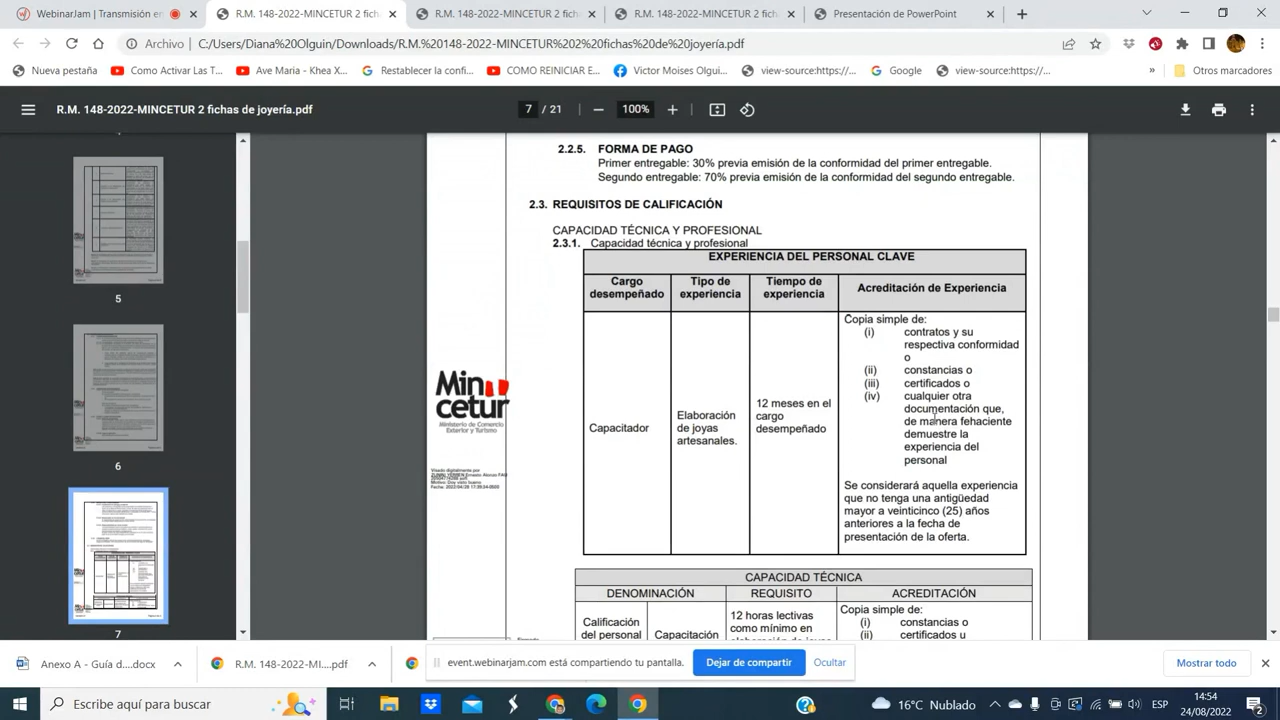 WebinarJam | Transmisión en
R.M. 148-2022-MINCETUR 2 fich
R.M. 148-2022-MINCETUR 2 fich
R.M. 148-2022-MINCETUR 2 fich
Presentación de PowerPoint
Archivo
C:/Users/Diana%20Olguin/Downloads/R.M.%20148-2022-MINCETUR%202%20fichas%20de%20joyería.pdf
Nueva pestaña
Como Activar Las T...
Ave Maria - Khea X...
Restablecer la confi...
COMO REINICIAR E...
Victor Moises Olgui...
view-source:https://...
Google
view-source:https://...
»
Otros marcadores
R.M. 148-2022-MINCETUR 2 fichas de joyería.pdf
7 / 21
100%
5
6
7
2.2.5. FORMA DE PAGO
Primer entregable: 30% previa emisión de la conformidad del primer entregable.
Segundo entregable: 70% previa emisión de la conformidad del segundo entregable.
2.3. REQUISITOS DE CALIFICACIÓN
CAPACIDAD TÉCNICA Y PROFESIONAL
2.3.1. Capacidad técnica y profesional
EXPERIENCIA DEL PERSONAL CLAVE
Cargo
desempeñado
Tipo de
experiencia
Tiempo de
experiencia
Acreditación de Experiencia
Capacitador
Elaboración
de joyas
artesanales.
12 meses en el
cargo
desempeñado
Copia simple de:
(i) contratos y su
respectiva conformidad
o
(ii) constancias o
(iii) certificados o
(iv) cualquier otra
documentación que,
de manera fehaciente
demuestre la
experiencia del
personal
Se considerará aquella experiencia
que no tenga una antigüedad
mayor a veinticinco (25) años
anteriores a la fecha de
presentación de la oferta.
Mincetur
Ministerio de Comercio
Exterior y Turismo
Visado digitalmente por
Motivo: Doy visto bueno
CAPACIDAD TÉCNICA
DENOMINACIÓN
REQUISITO
ACREDITACIÓN
Calificación
del personal
Capacitación
12 horas lectivas
como mínimo en
Copia simple de:
(i) constancias o
(ii) certificados u
Anexo A - Guía d....docx
R.M. 148-2022-MI....pdf
event.webinarjam.com está compartiendo tu pantalla.
Dejar de compartir
Ocultar
Mostrar todo
Escribe aquí para buscar
16°C Nublado
ESP
14:54
24/08/2022
2